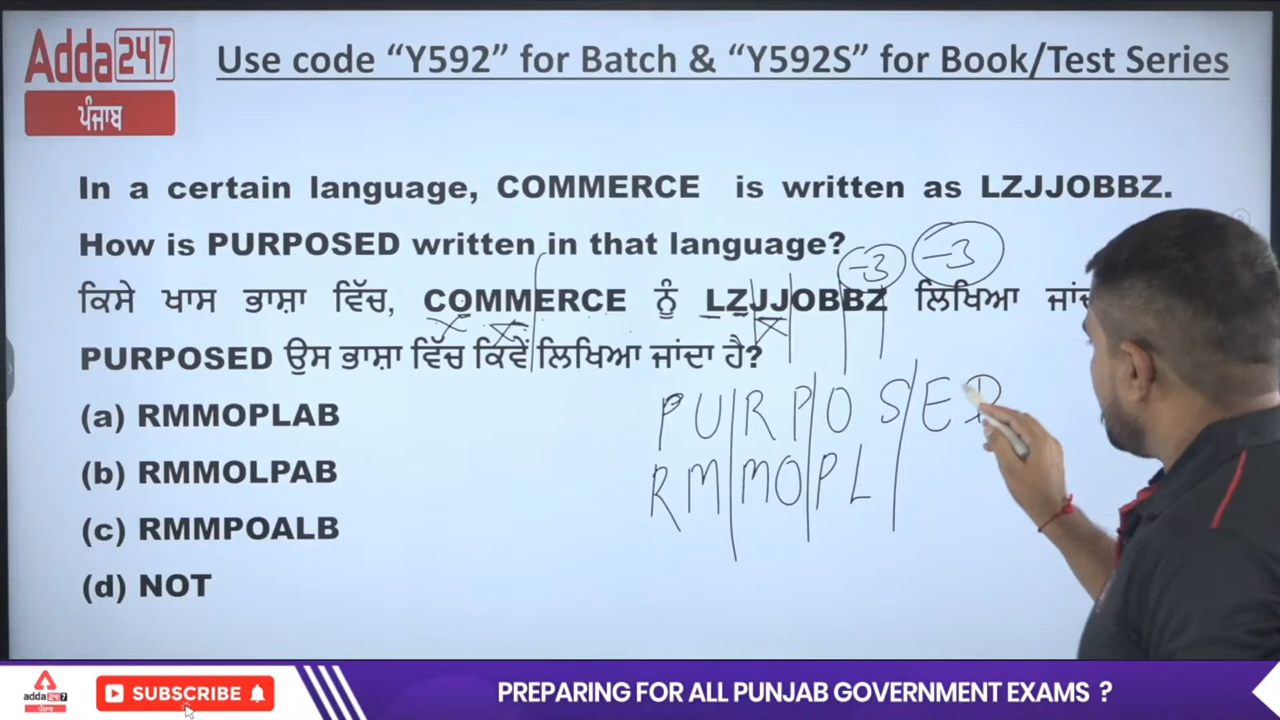 Adda247
ਪੰਜਾਬ
Use code “Y592” for Batch & “Y592S” for Book/Test Series
In a certain language, COMMERCE is written as LZJJOBBZ.
How is PURPOSED written in that language?
-3 -3
ਕਿਸੇ ਖਾਸ ਭਾਸ਼ਾ ਵਿੱਚ, COMMERCE ਨੂੰ LZJJOBBZ ਲਿਖਿਆ
PURPOSED ਉਸ ਭਾਸ਼ਾ ਵਿੱਚ ਕਿਵੇਂ ਲਿਖਿਆ ਜਾਂਦਾ ਹੈ?
(a) RMMOPLAB
PURPOSED
(b) RMMOLPAB
RMMOPL
(c) RMMPOALB
(d) NOT
adda247
ਪੰਜਾਬ
SUBSCRIBE
PREPARING FOR ALL PUNJAB GOVERNMENT EXAMS ?